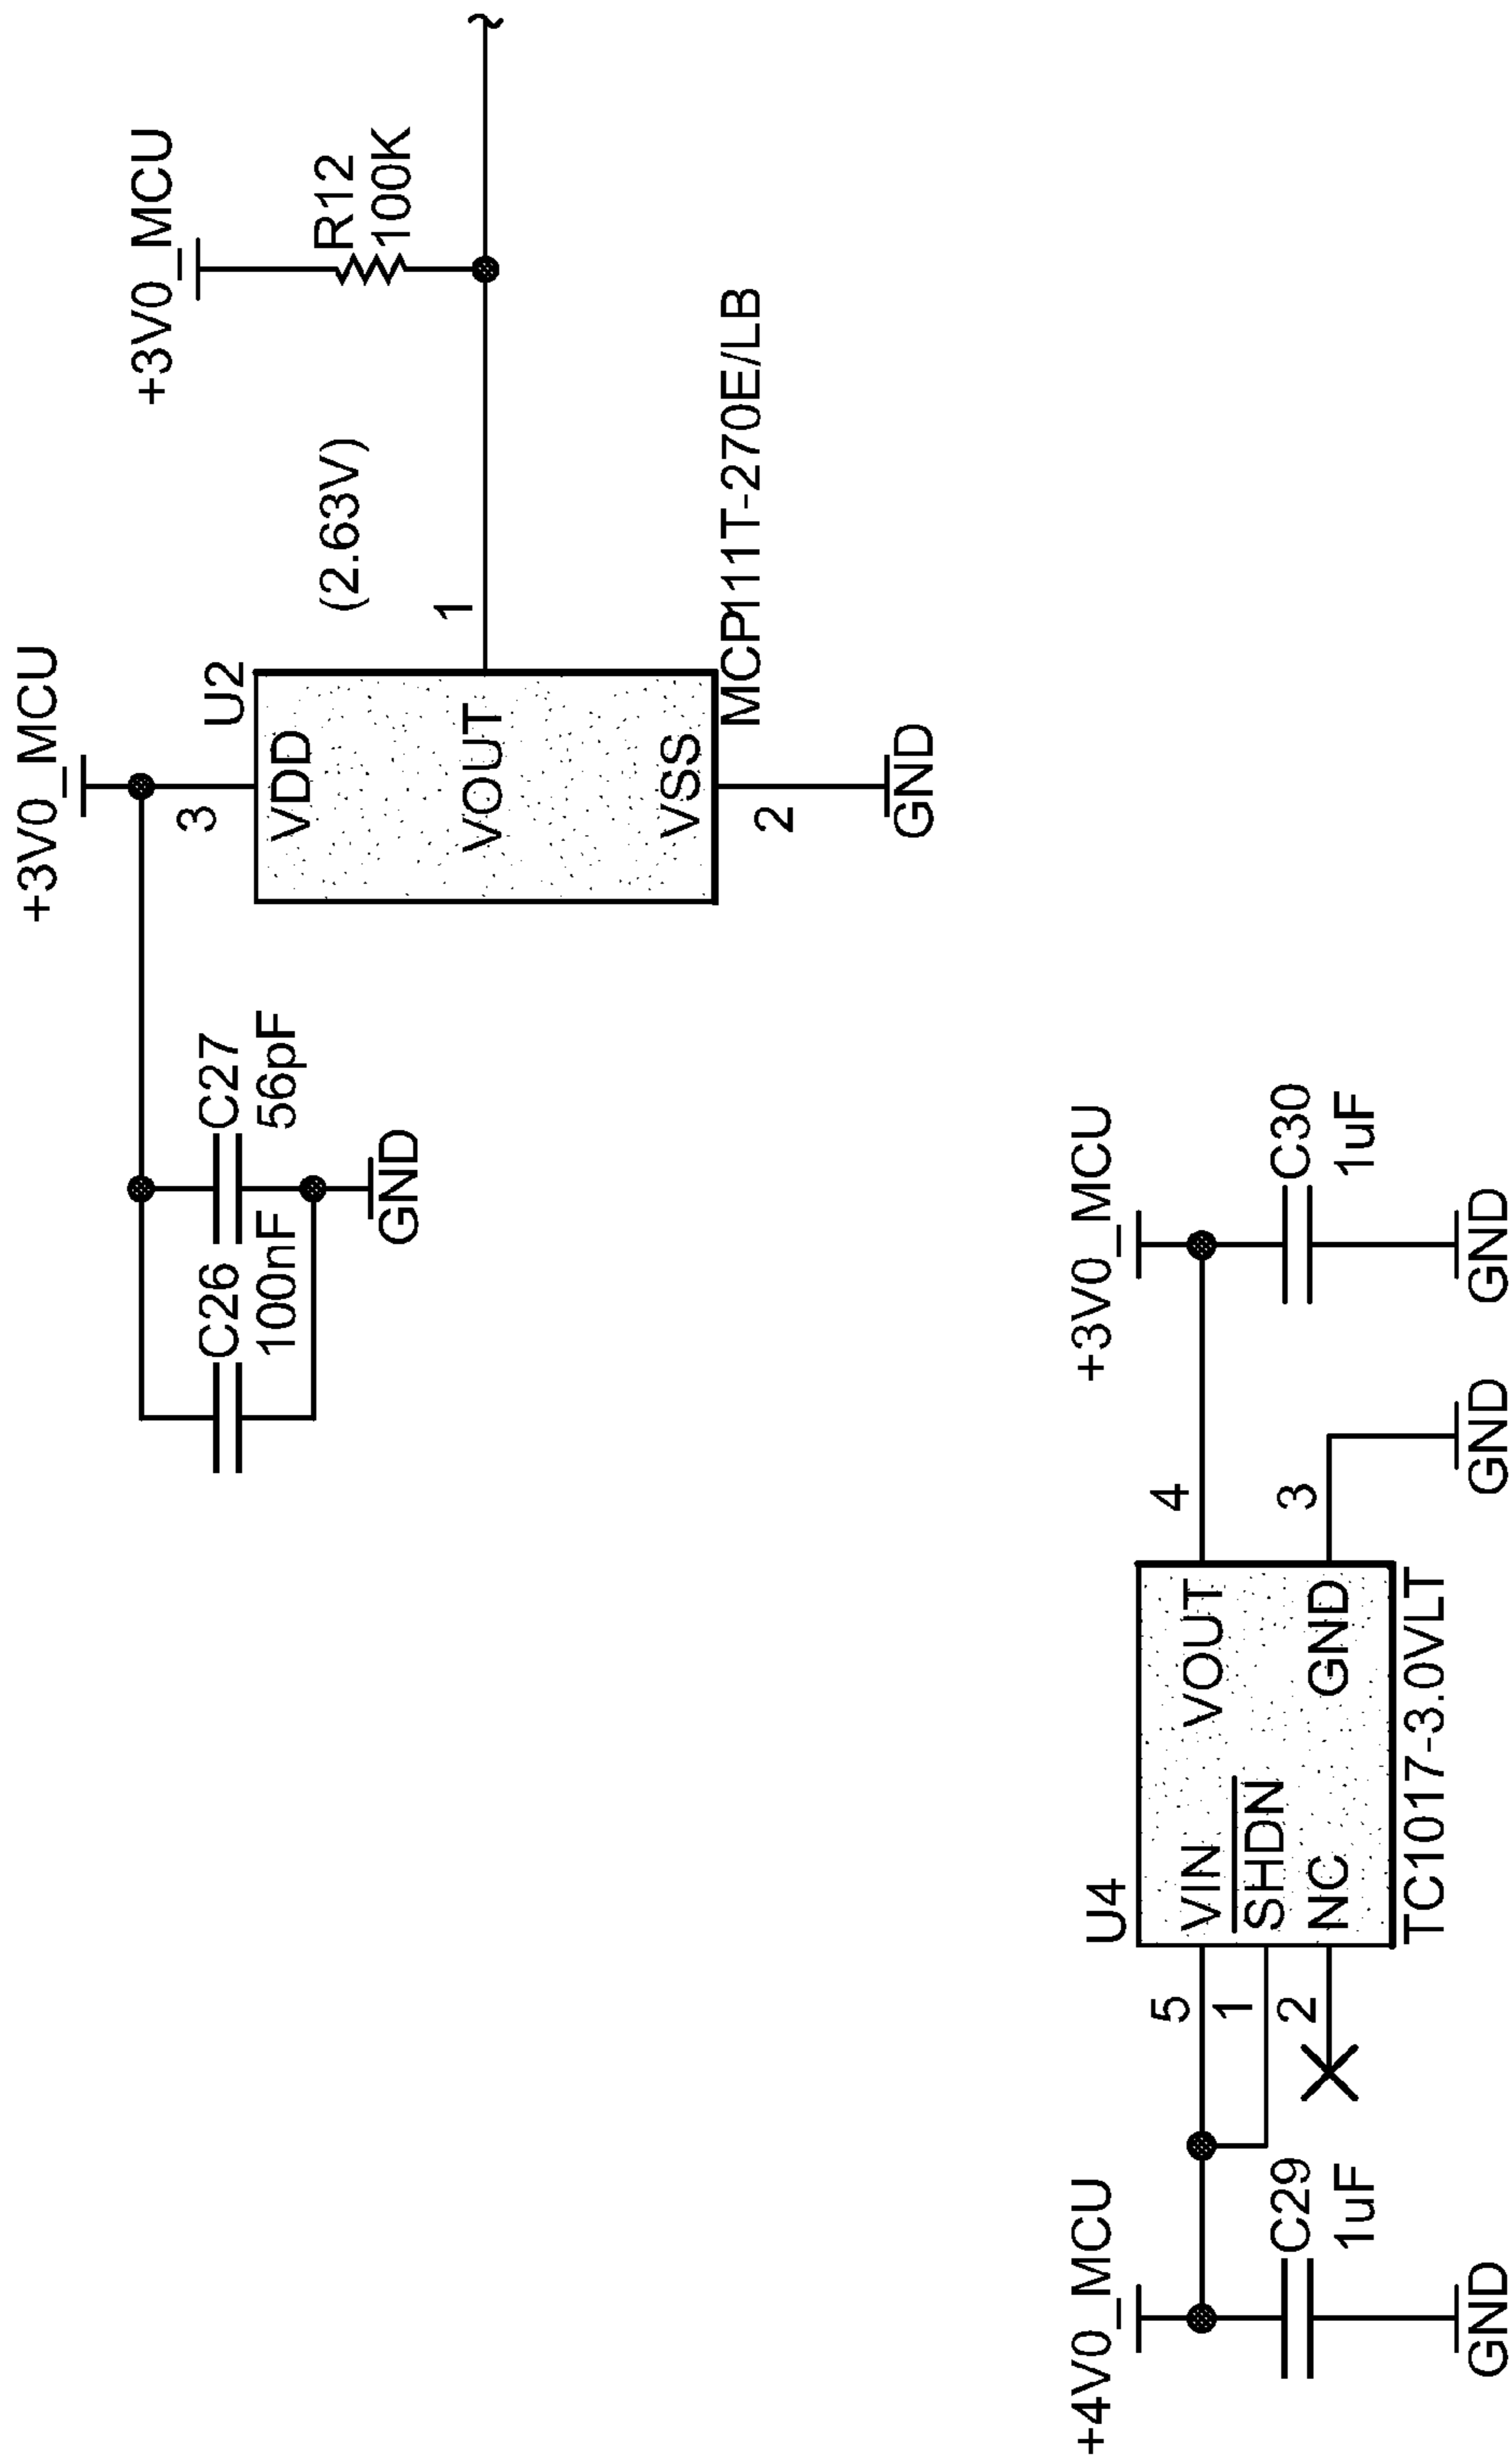 +3V0_MCU
+3V0_MCU
C26
C27
100nF
56pF
GND
U2
3
VDD
VOUT
VSS
1
2
(2.63V)
R12
100K
MCP111T-270E/LB
GND
+4V0_MCU
C29
1uF
GND
U4
5
1
2
VIN
SHDN
NC
VOUT
GND
4
3
TC1017-3.0VLT
GND
+3V0_MCU
C30
1uF
GND